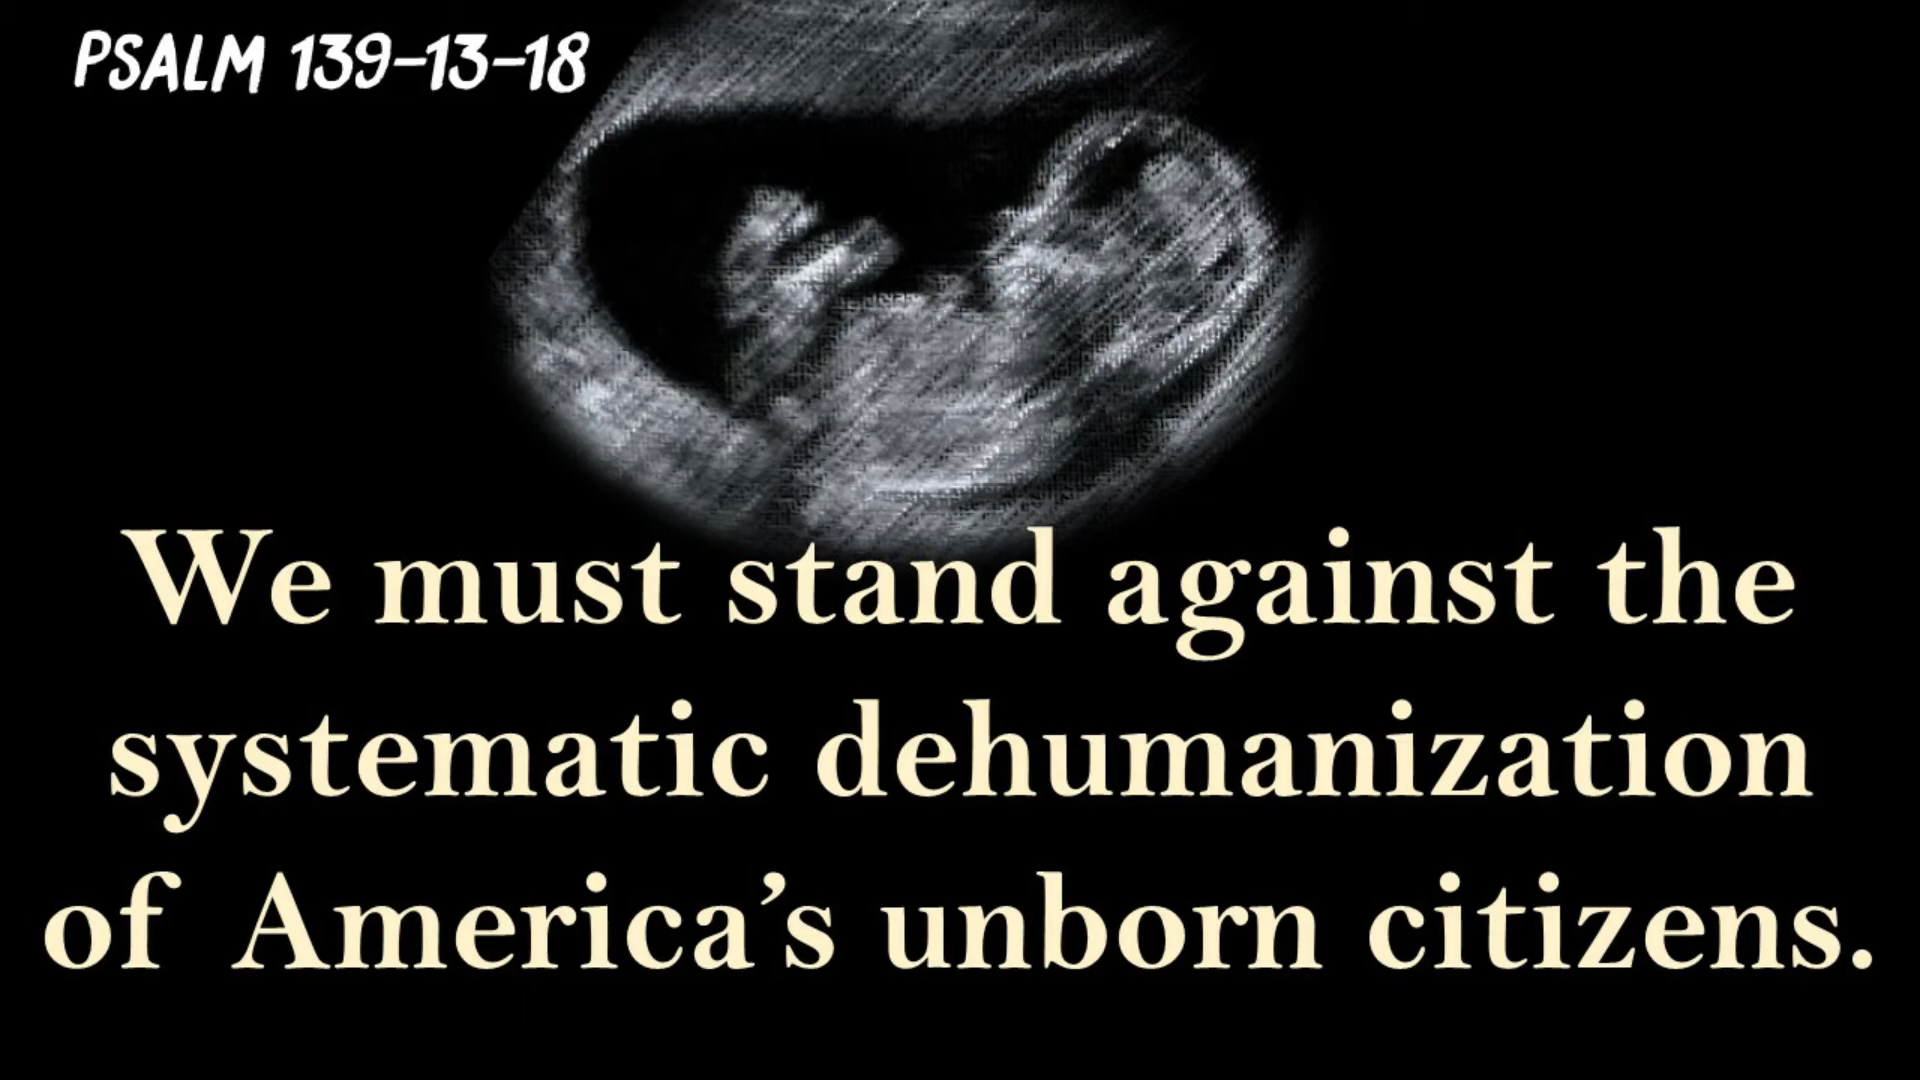 PSALM 139-13-18
We must stand against the
systematic dehumanization
of America’s unborn citizens.